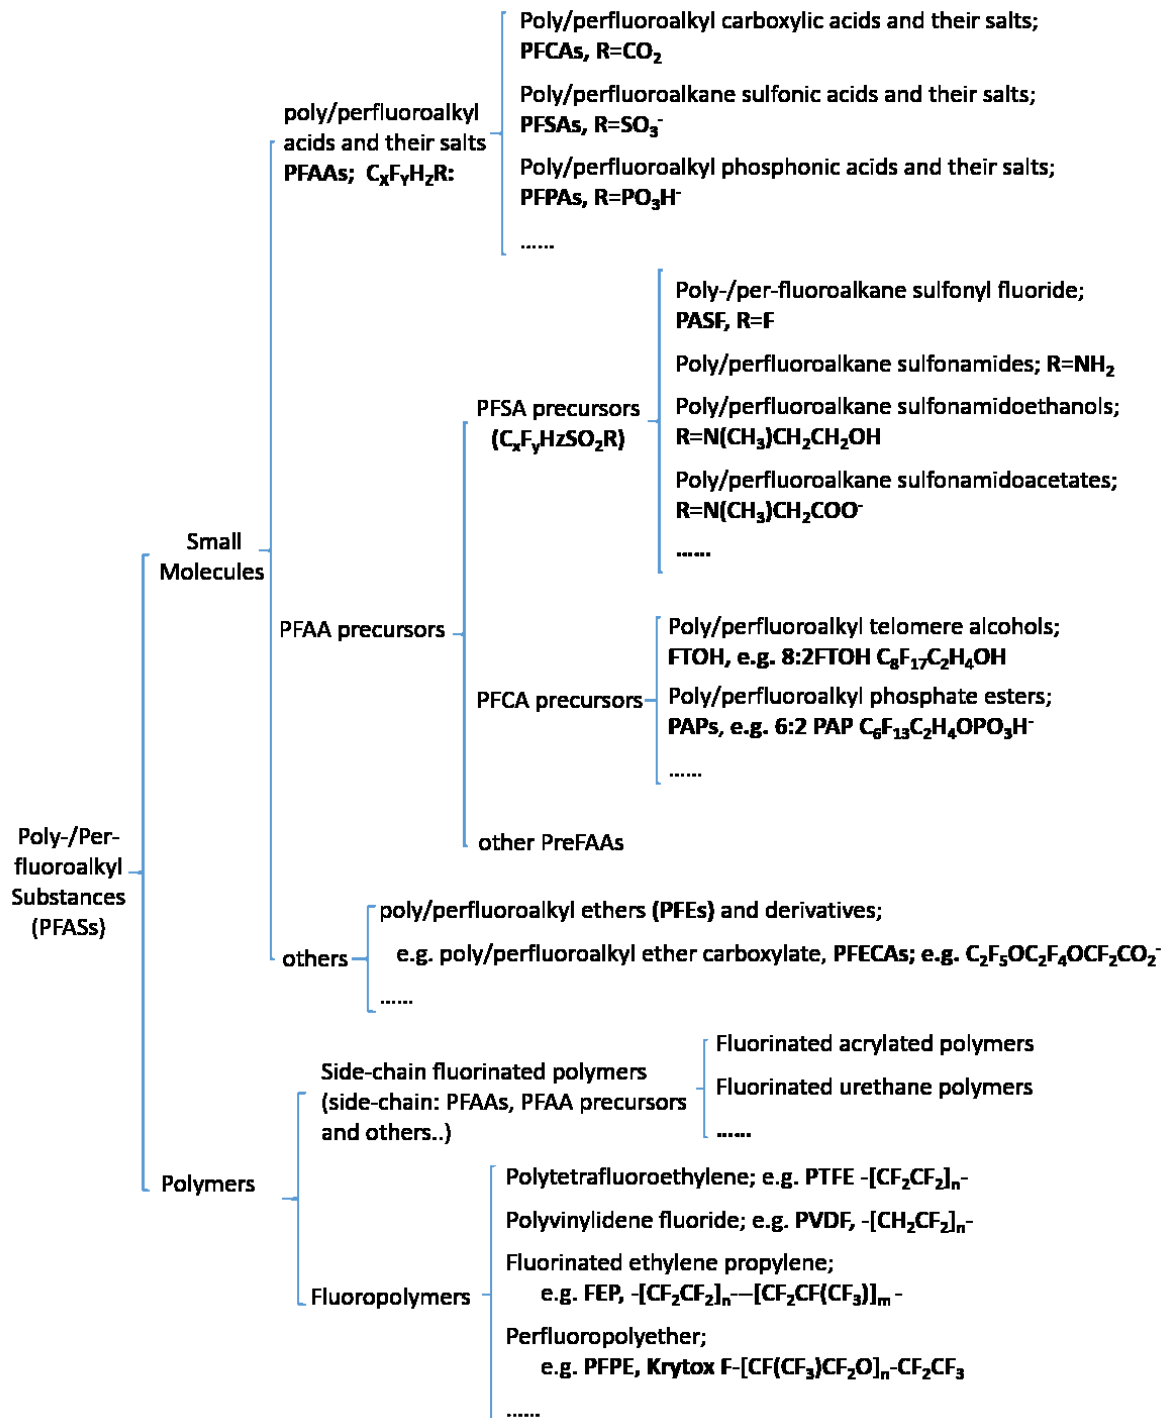 Poly/perfluoroalkyl carboxylic acids and their salts;
PFCAs, R=CO₂
poly/perfluoroalkyl
acids and their salts
PFAAs; CₓFᵧH_ZR:
Poly/perfluoroalkane sulfonic acids and their salts;
PFSAs, R=SO₃⁻
Poly/perfluoroalkyl phosphonic acids and their salts;
PFPAs, R=PO₃H⁻
......
Poly-/per-fluoroalkane sulfonyl fluoride;
PASF, R=F
Poly/perfluoroalkane sulfonamides; R=NH₂
PFSA precursors
(CₓFᵧHzSO₂R)
Poly/perfluoroalkane sulfonamidoethanols;
R=N(CH₃)CH₂CH₂OH
Poly/perfluoroalkane sulfonamidoacetates;
R=N(CH₃)CH₂COO⁻
......
Small
Molecules
PFAA precursors
Poly/perfluoroalkyl telomere alcohols;
FTOH, e.g. 8:2FTOH C₈F₁₇C₂H₄OH
PFCA precursors
Poly/perfluoroalkyl phosphate esters;
PAPs, e.g. 6:2 PAP C₆F₁₃C₂H₄OPO₃H⁻
......
other PreFAAs
Poly-/Per-
fluoroalkyl
Substances
(PFASs)
others
poly/perfluoroalkyl ethers (PFEs) and derivatives;
e.g. poly/perfluoroalkyl ether carboxylate, PFECAs; e.g. C₂F₅OC₂F₄OCF₂CO₂⁻
......
Side-chain fluorinated polymers
(side-chain: PFAAs, PFAA precursors
and others..)
Fluorinated acrylated polymers
Fluorinated urethane polymers
......
Polymers
Fluoropolymers
Polytetrafluoroethylene; e.g. PTFE -[CF₂CF₂]ₙ-
Polyvinylidene fluoride; e.g. PVDF, -[CH₂CF₂]ₙ-
Fluorinated ethylene propylene;
e.g. FEP, -[CF₂CF₂]ₙ-–[CF₂CF(CF₃)]ₘ -
Perfluoropolyether;
e.g. PFPE, Krytox F-[CF(CF₃)CF₂O]ₙ-CF₂CF₃
......